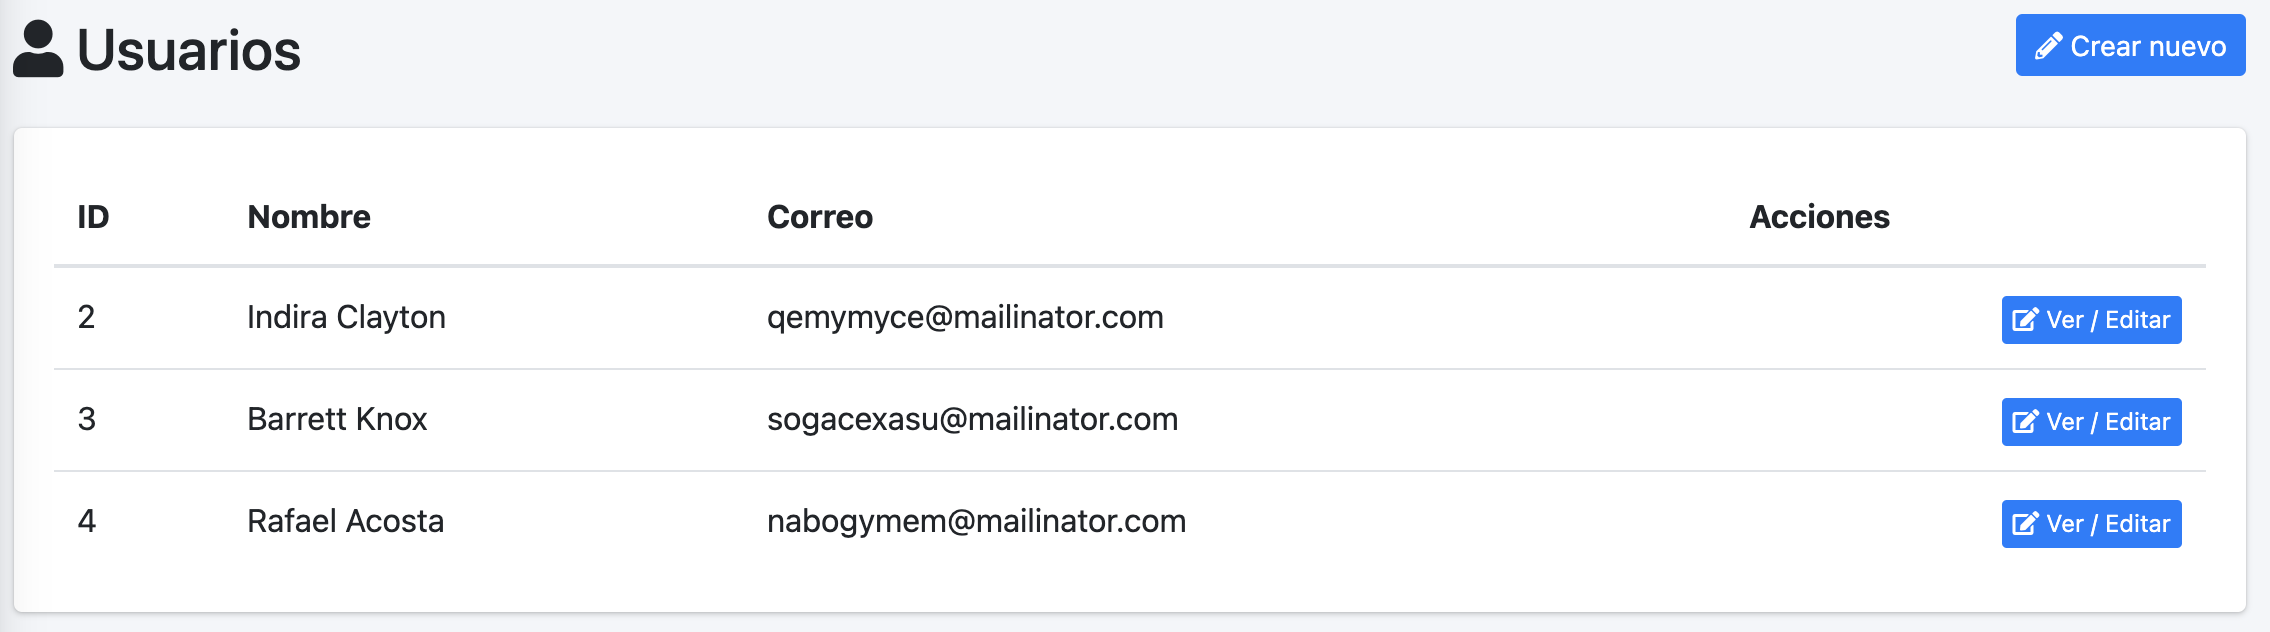 Usuarios
Crear nuevo
ID Nombre Correo Acciones
2 Indira Clayton qemymyce@mailinator.com Ver / Editar
3 Barrett Knox sogacexasu@mailinator.com Ver / Editar
4 Rafael Acosta nabogymem@mailinator.com Ver / Editar